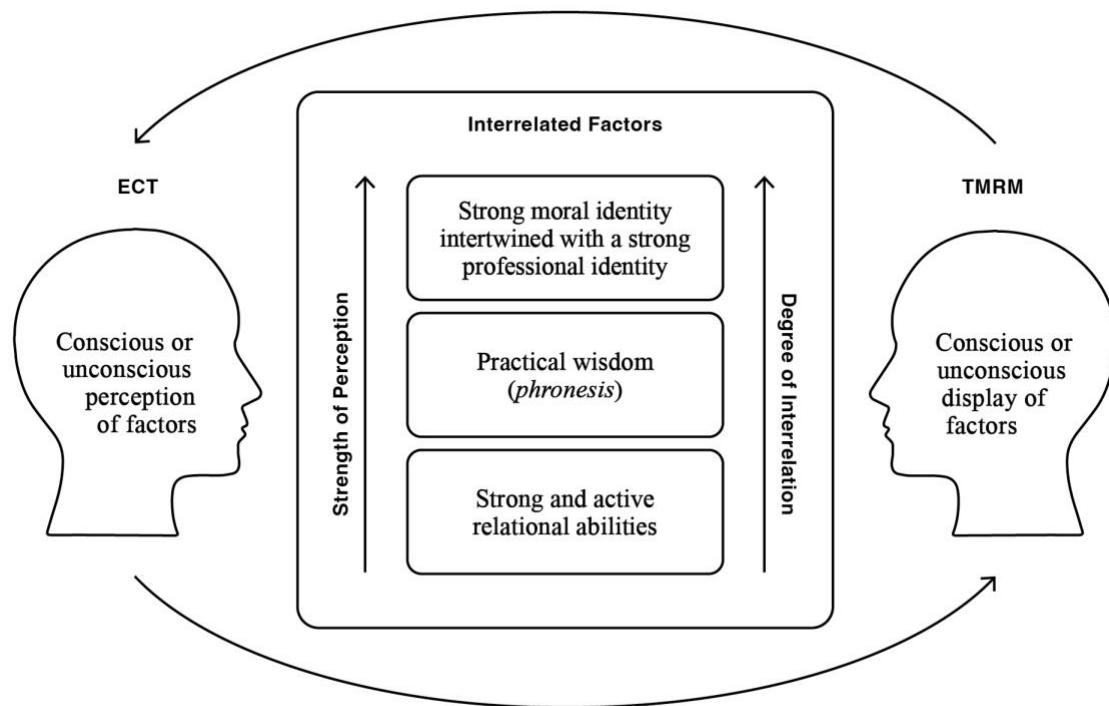 Interrelated Factors
ECT
TMRM
Conscious or
unconscious
perception
of factors
Strength of Perception
Strong moral identity
intertwined with a strong
professional identity
Practical wisdom
(phronesis)
Strong and active
relational abilities
Degree of Interrelation
Conscious or
unconscious
display of
factors